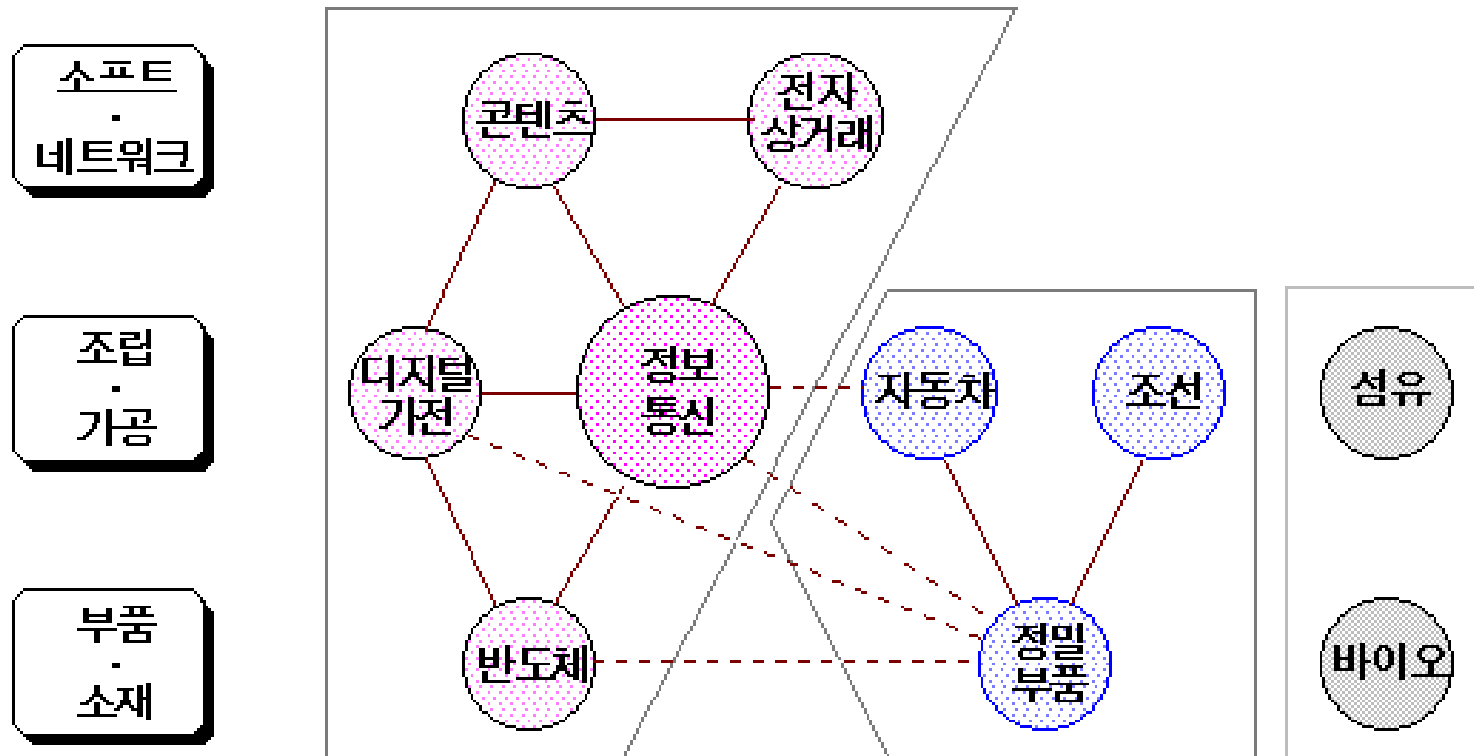 소프트
·
네트워크
콘텐츠
전자
상거래
조립
·
가공
디지탈
가전
정보
통신
자동차
조선
섬유
부품
·
소재
반도체
정밀
부품
바이오